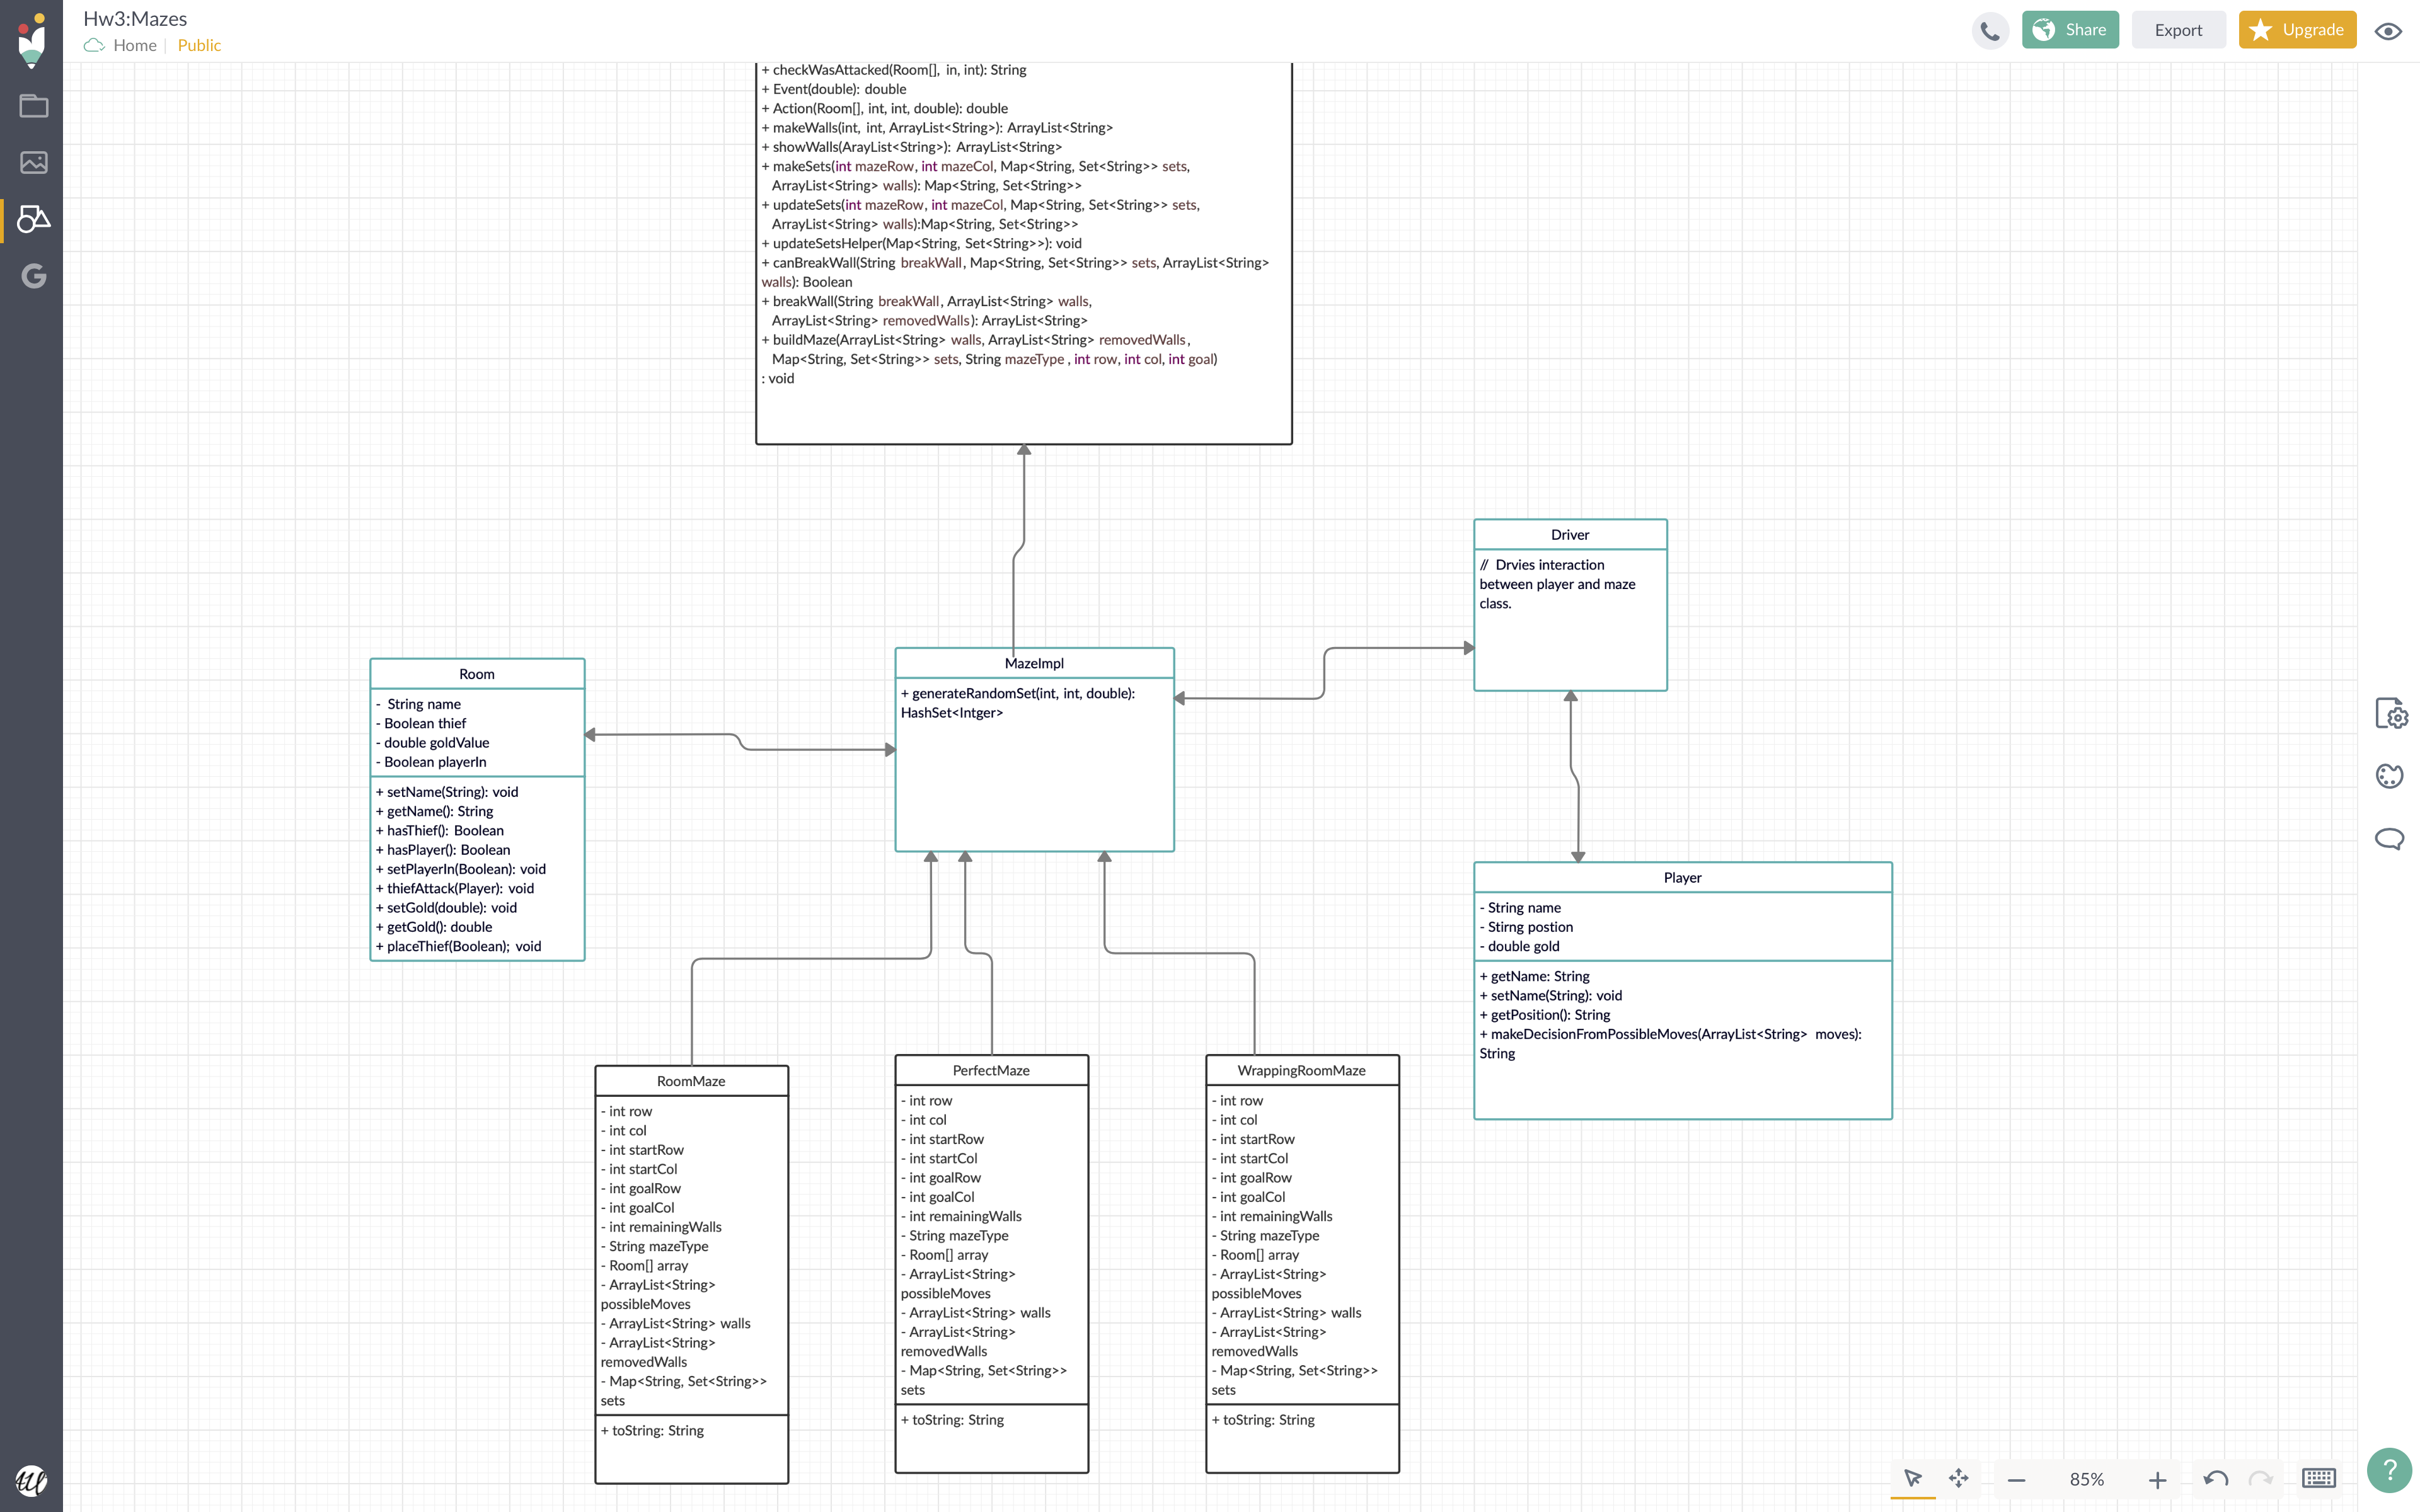 Hw3:Mazes
Home
Public
Share
Export
Upgrade
+ checkWasAttacked(Room[], in, int): String
+ Event(double): double
+ Action(Room[], int, int, double): double
+ makeWalls(int, int, ArrayList<String>): ArrayList<String>
+ showWalls(ArayList<String>): ArrayList<String>
+ makeSets(int mazeRow, int mazeCol, Map<String, Set<String>> sets,
ArrayList<String> walls): Map<String, Set<String>>
+ updateSets(int mazeRow, int mazeCol, Map<String, Set<String>> sets,
ArrayList<String> walls):Map<String, Set<String>>
+ updateSetsHelper(Map<String, Set<String>>): void
+ canBreakWall(String breakWall, Map<String, Set<String>> sets, ArrayList<String>
walls): Boolean
+ breakWall(String breakWall, ArrayList<String> walls,
ArrayList<String> removedWalls): ArrayList<String>
+ buildMaze(ArrayList<String> walls, ArrayList<String> removedWalls,
Map<String, Set<String>> sets, String mazeType , int row, int col, int goal)
: void
Driver
// Drvies interaction
between player and maze
class.
Room
- String name
- Boolean thief
- double goldValue
- Boolean playerIn
+ setName(String): void
+ getName(): String
+ hasThief(): Boolean
+ hasPlayer(): Boolean
+ setPlayerIn(Boolean): void
+ thiefAttack(Player): void
+ setGold(double): void
+ getGold(): double
+ placeThief(Boolean); void
MazeImpl
+ generateRandomSet(int, int, double):
HashSet<Intger>
Player
- String name
- Stirng postion
- double gold
+ getName: String
+ setName(String): void
+ getPosition(): String
+ makeDecisionFromPossibleMoves(ArrayList<String> moves):
String
RoomMaze
- int row
- int col
- int startRow
- int startCol
- int goalRow
- int goalCol
- int remainingWalls
- String mazeType
- Room[] array
- ArrayList<String>
possibleMoves
- ArrayList<String> walls
- ArrayList<String>
removedWalls
- Map<String, Set<String>>
sets
+ toString: String
PerfectMaze
- int row
- int col
- int startRow
- int startCol
- int goalRow
- int goalCol
- int remainingWalls
- String mazeType
- Room[] array
- ArrayList<String>
possibleMoves
- ArrayList<String> walls
- ArrayList<String>
removedWalls
- Map<String, Set<String>>
sets
+ toString: String
WrappingRoomMaze
- int row
- int col
- int startRow
- int startCol
- int goalRow
- int goalCol
- int remainingWalls
- String mazeType
- Room[] array
- ArrayList<String>
possibleMoves
- ArrayList<String> walls
- ArrayList<String>
removedWalls
- Map<String, Set<String>>
sets
+ toString: String
85%
?